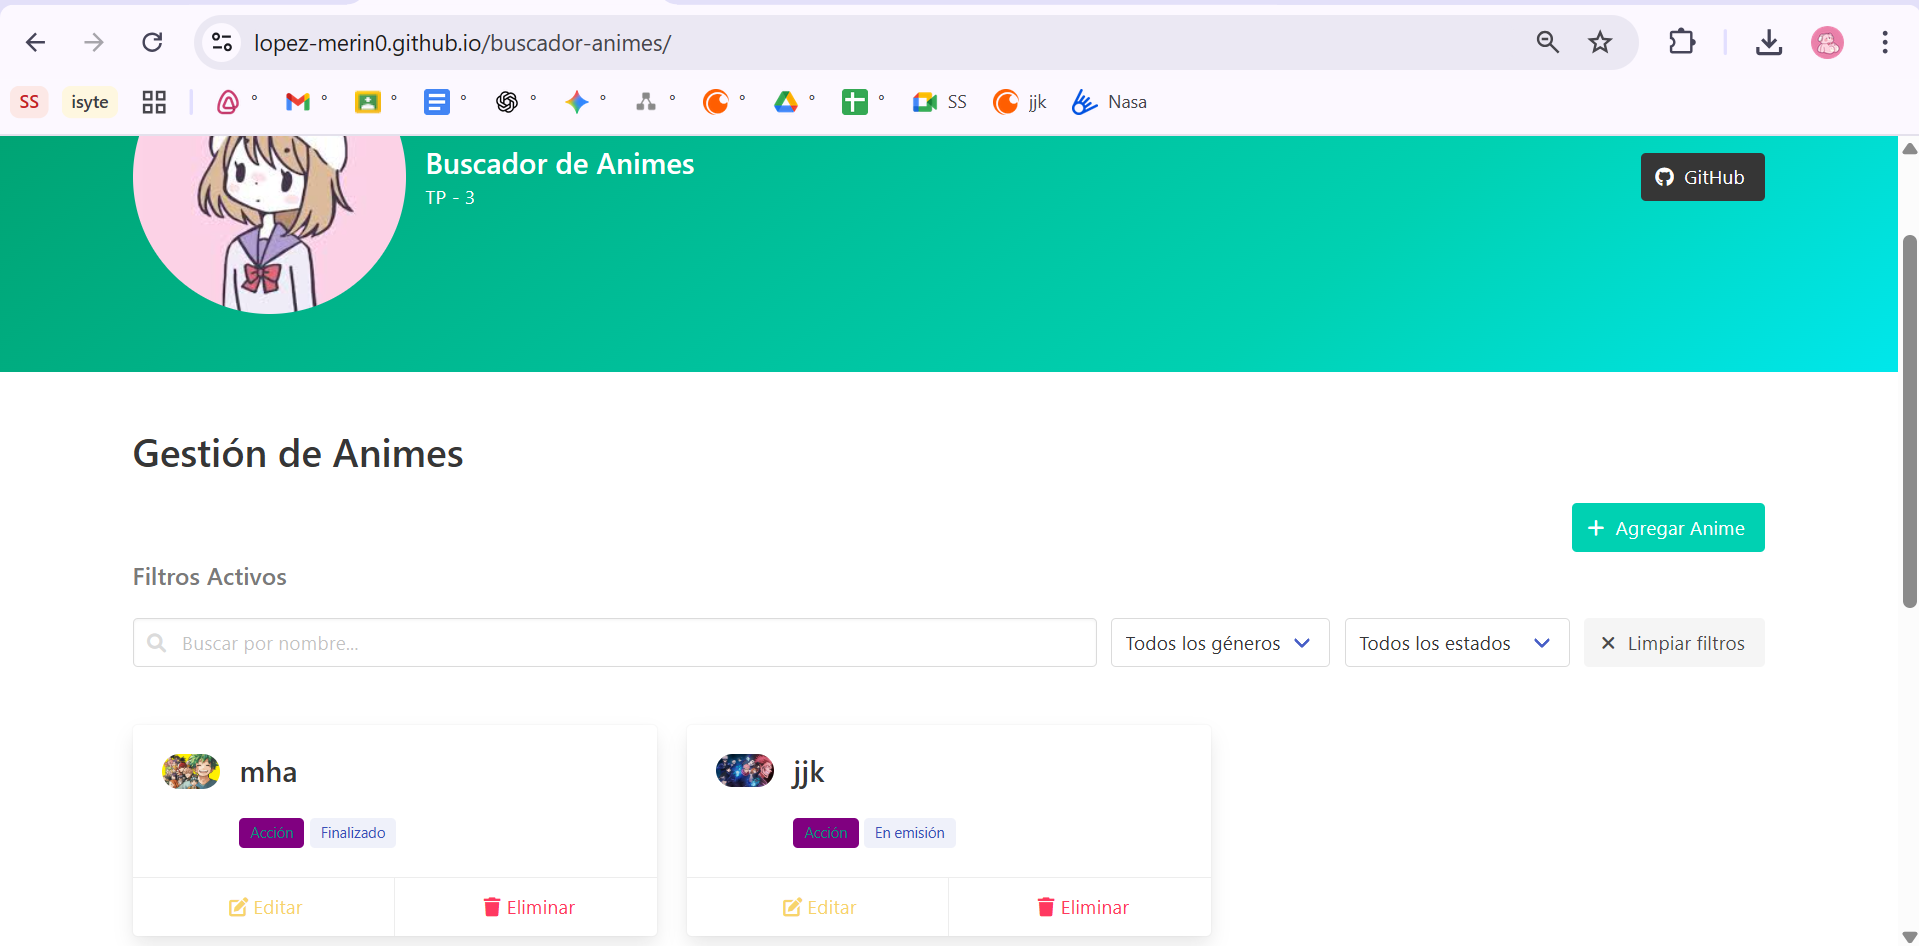 lopez-merin0.github.io/buscador-animes/
SS isyte ° ° ° ° ° ° ° ° ° ° SS jjk Nasa
Buscador de Animes
TP - 3
GitHub
Gestión de Animes
Agregar Anime
Filtros Activos
Buscar por nombre... Todos los géneros Todos los estados Limpiar filtros
mha jjk
Acción Finalizado Acción En emisión
Editar Eliminar Editar Eliminar